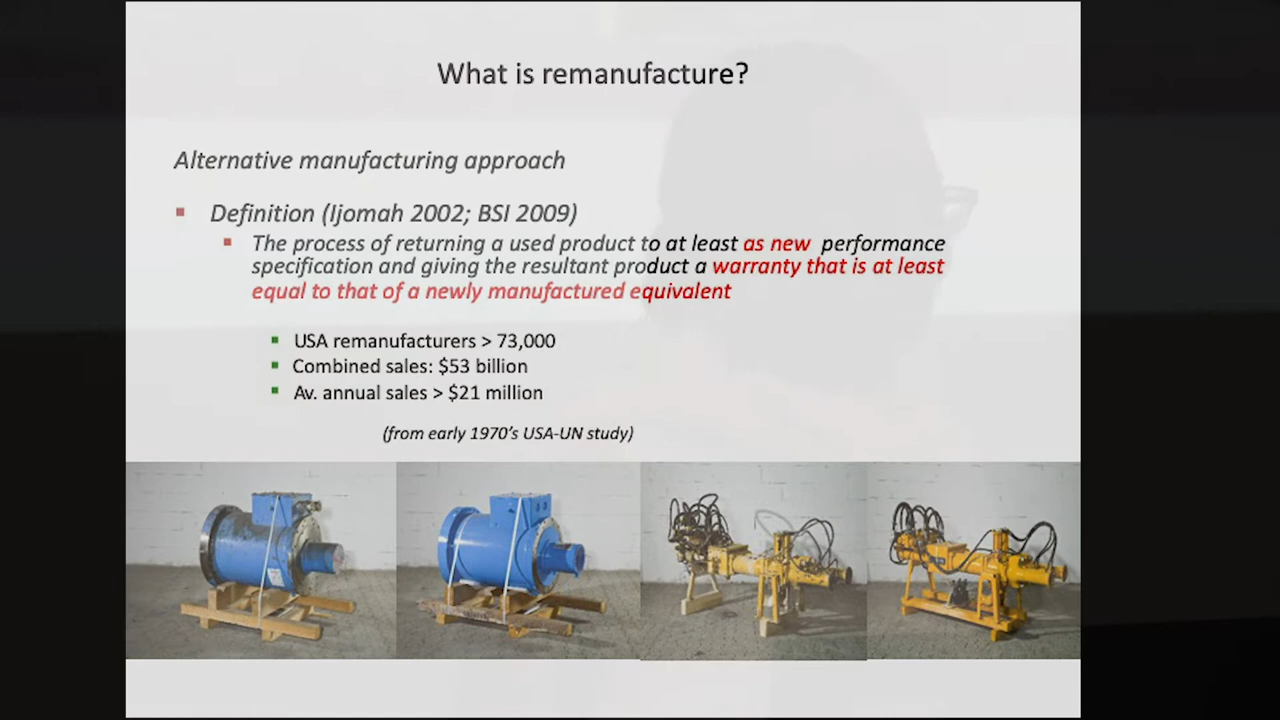 What is remanufacture?
Alternative manufacturing approach
Definition (Ijomah 2002; BSI 2009)
The process of returning a used product to at least as new performance
specification and giving the resultant product a warranty that is at least
equal to that of a newly manufactured equivalent
USA remanufacturers > 73,000
Combined sales: $53 billion
Av. annual sales > $21 million
(from early 1970's USA-UN study)